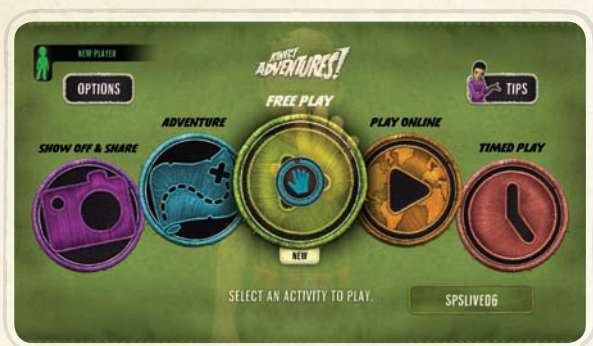 NEW PLAYER
OPTIONS
KINECT
ADVENTURES!
TIPS
FREE PLAY
ADVENTURE
PLAY ONLINE
SHOW OFF & SHARE
TIMED PLAY
NEW
SELECT AN ACTIVITY TO PLAY.
SPSLIVE06